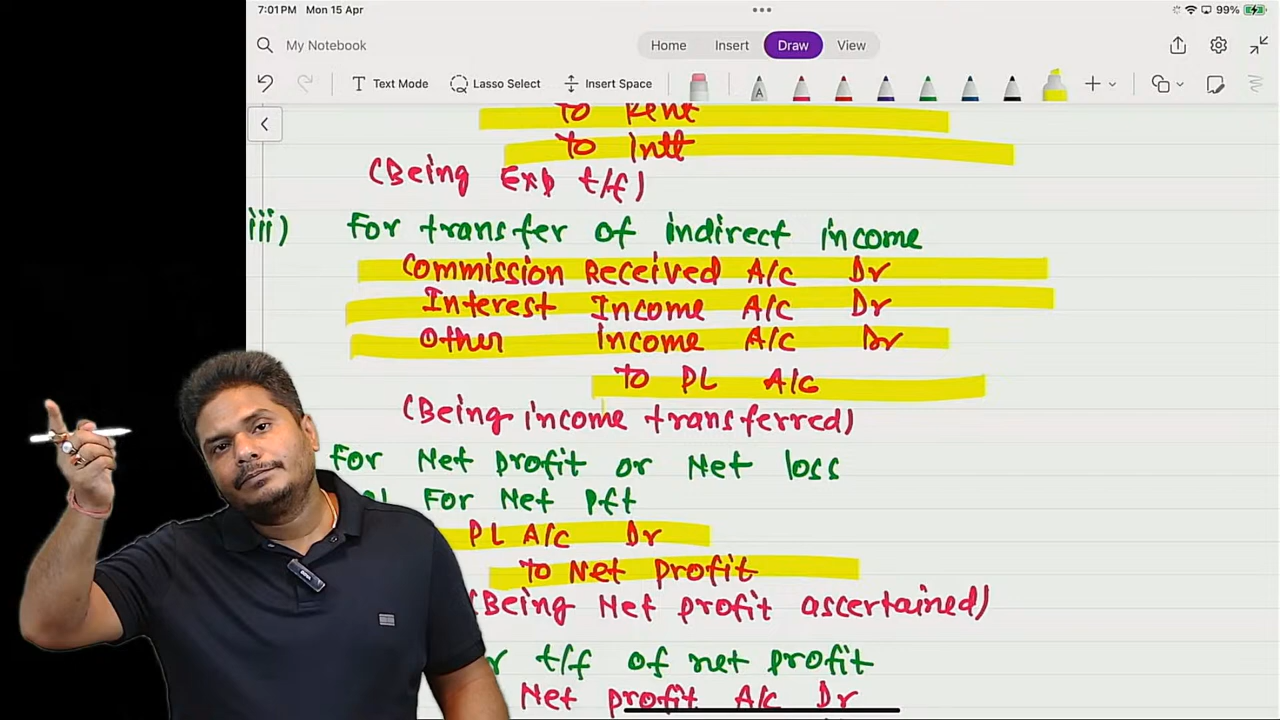 7:01 PM Mon 15 Apr
99%
My Notebook
Home Insert Draw View
Text Mode Lasso Select Insert Space
A
To Rent
To Intt
(Being Exp t/f)
iii) For transfer of indirect income
Commission Received A/c Dr
Interest Income A/c Dr
Other Income A/c Dr
To PL A/c
(Being income transferred)
For Net profit or Net loss
For Net pft
PL A/c Dr
To Net profit
(Being Net profit ascertained)
t/f of net profit
Net profit A/c Dr